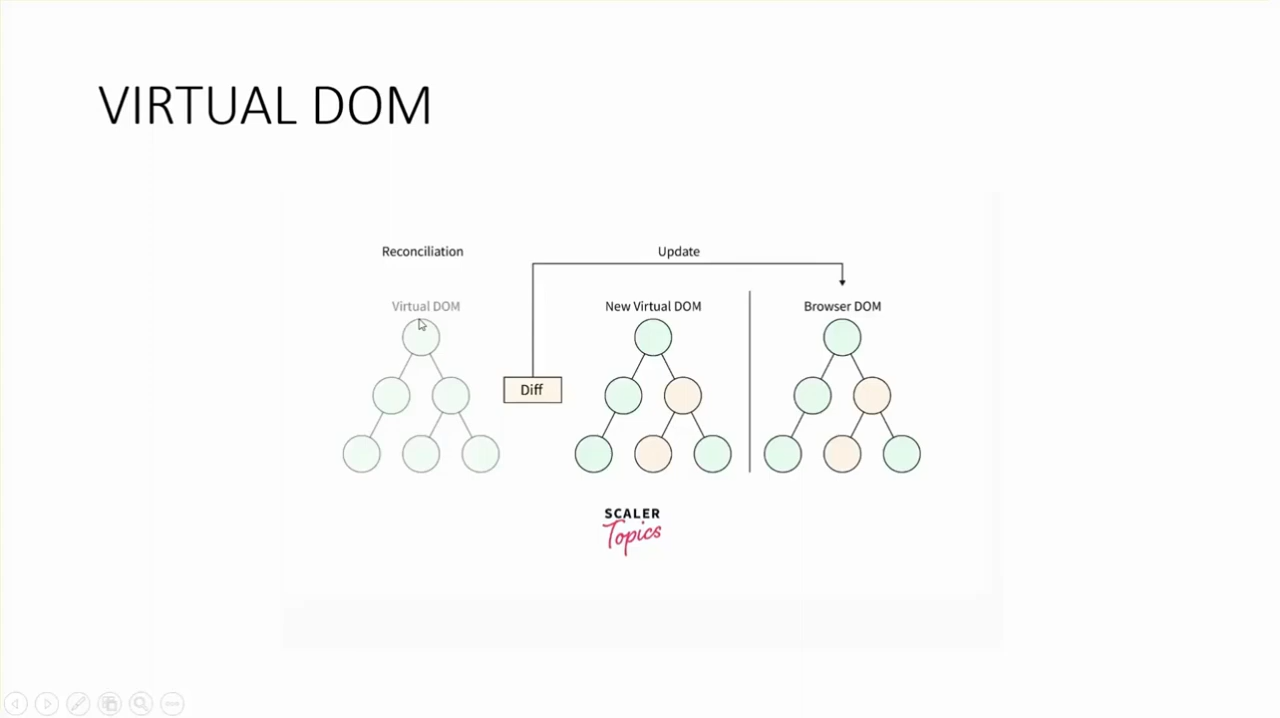 VIRTUAL DOM
Reconciliation
Update
Virtual DOM
New Virtual DOM
Browser DOM
Diff
SCALER
Topics